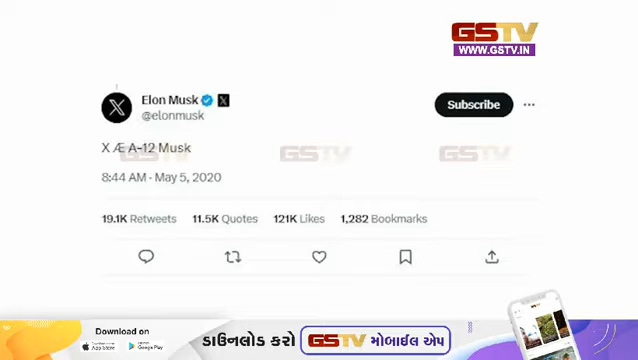 GSTV
WWW.GSTV.IN
Elon Musk
Subscribe
@elonmusk
X Æ A-12 Musk
GSTV GSTV GSTV
8:44 AM · May 5, 2020
19.1K Retweets 11.5K Quotes 121K Likes 1,282 Bookmarks
Download on
App Store Google Play
ડાઉનલોડ કરો GSTV મોબાઈલ એપ